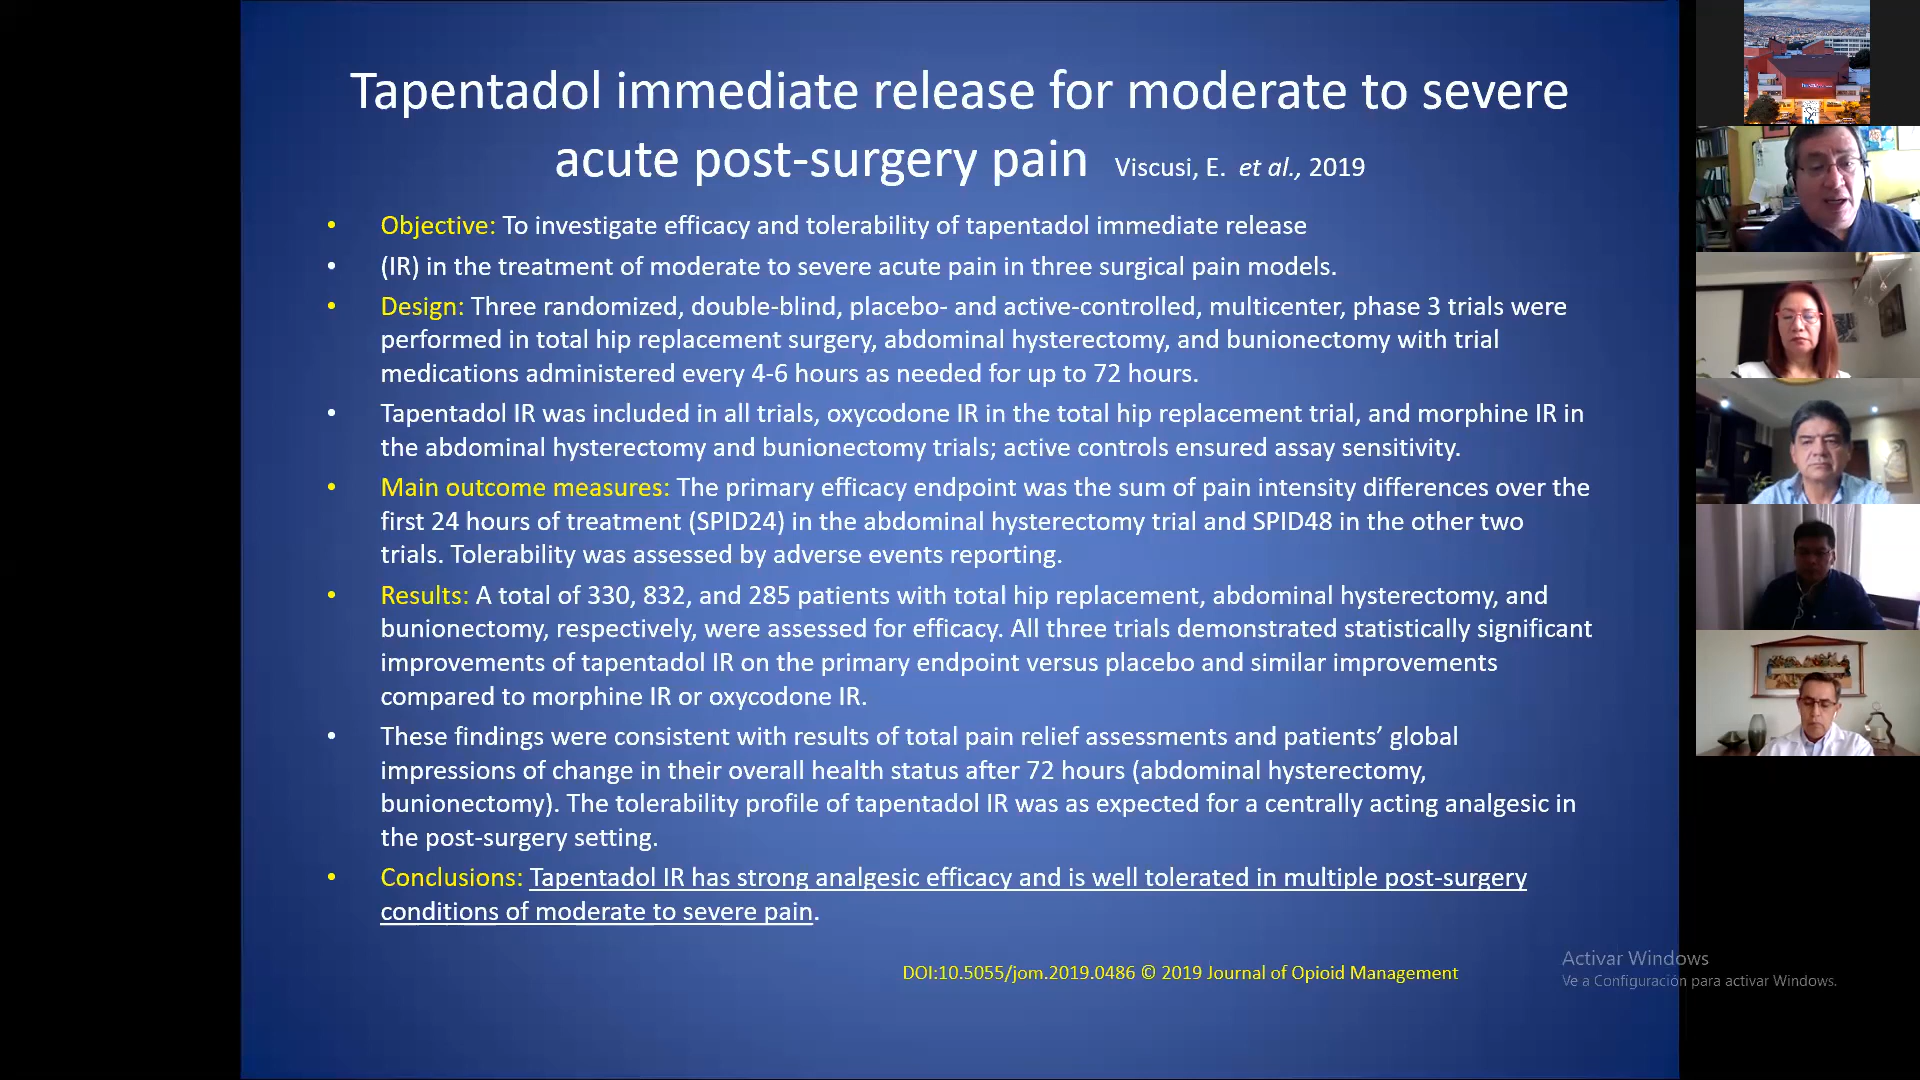 Tapentadol immediate release for moderate to severe
acute post-surgery pain Viscusi, E. et al., 2019
• Objective: To investigate efficacy and tolerability of tapentadol immediate release
• (IR) in the treatment of moderate to severe acute pain in three surgical pain models.
• Design: Three randomized, double-blind, placebo- and active-controlled, multicenter, phase 3 trials were
performed in total hip replacement surgery, abdominal hysterectomy, and bunionectomy with trial
medications administered every 4-6 hours as needed for up to 72 hours.
• Tapentadol IR was included in all trials, oxycodone IR in the total hip replacement trial, and morphine IR in
the abdominal hysterectomy and bunionectomy trials; active controls ensured assay sensitivity.
• Main outcome measures: The primary efficacy endpoint was the sum of pain intensity differences over the
first 24 hours of treatment (SPID24) in the abdominal hysterectomy trial and SPID48 in the other two
trials. Tolerability was assessed by adverse events reporting.
• Results: A total of 330, 832, and 285 patients with total hip replacement, abdominal hysterectomy, and
bunionectomy, respectively, were assessed for efficacy. All three trials demonstrated statistically significant
improvements of tapentadol IR on the primary endpoint versus placebo and similar improvements
compared to morphine IR or oxycodone IR.
• These findings were consistent with results of total pain relief assessments and patients’ global
impressions of change in their overall health status after 72 hours (abdominal hysterectomy,
bunionectomy). The tolerability profile of tapentadol IR was as expected for a centrally acting analgesic in
the post-surgery setting.
• Conclusions: Tapentadol IR has strong analgesic efficacy and is well tolerated in multiple post-surgery
conditions of moderate to severe pain.
DOI:10.5055/jom.2019.0486 © 2019 Journal of Opioid Management
Activar Windows
Ve a Configuración para activar Windows.